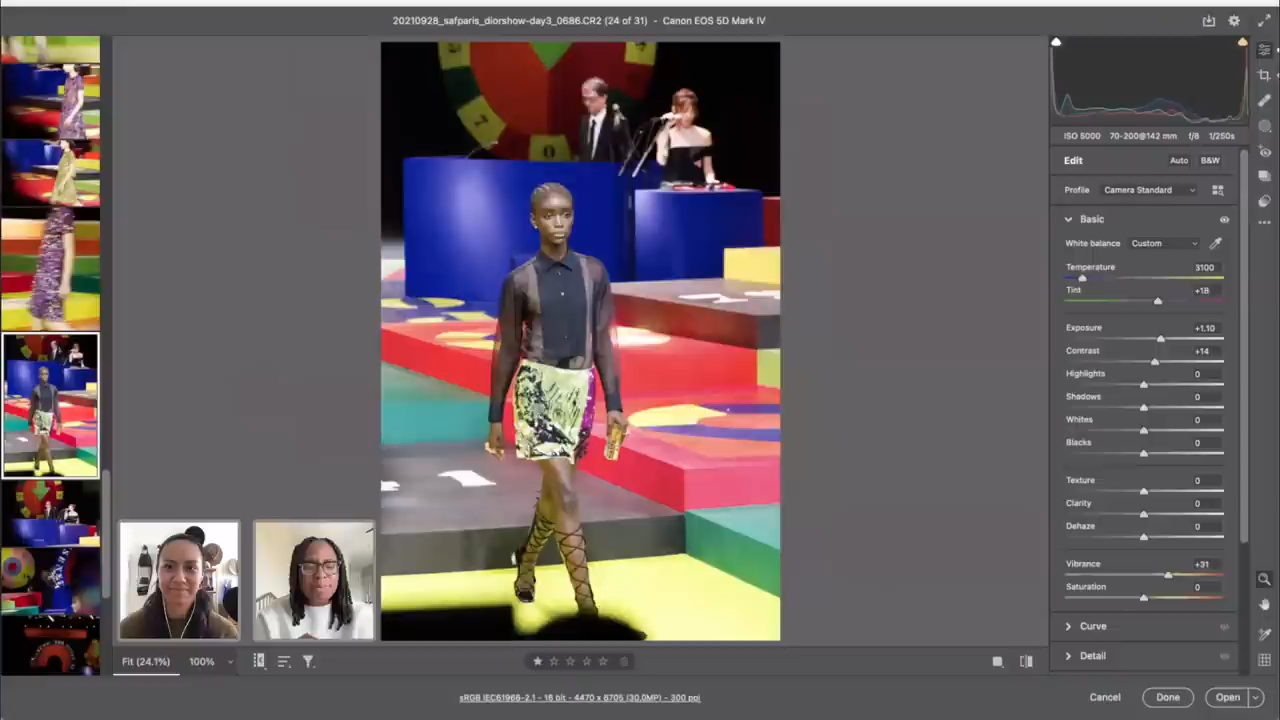 20210928_safparis_diorshow-day3_0686.CR2 (24 of 31) - Canon EOS 5D Mark IV
7
0
ISO 5000 70-200@142 mm f/8 1/250s
Edit Auto B&W
Profile Camera Standard
Basic
White balance Custom
Temperature 3100
Tint +18
Exposure +1.10
Contrast +14
Highlights 0
Shadows 0
Whites 0
Blacks 0
Texture 0
Clarity 0
Dehaze 0
Vibrance +31
Saturation 0
Curve
Detail
Fit (24.1%) 100%
sRGB IEC61966-2.1 - 16 bit - 4470 x 6705 (30.0MP) - 300 ppi
Cancel Done Open